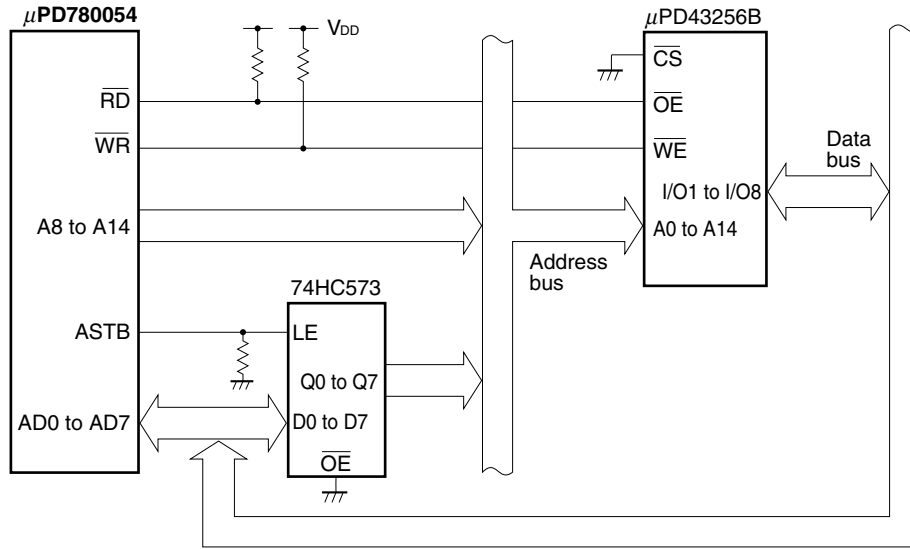 μPD780054
VDD
μPD43256B
CS
RD
OE
WR
WE
Data
bus
I/O1 to I/O8
A8 to A14
A0 to A14
Address
bus
74HC573
ASTB
LE
Q0 to Q7
AD0 to AD7
D0 to D7
OE